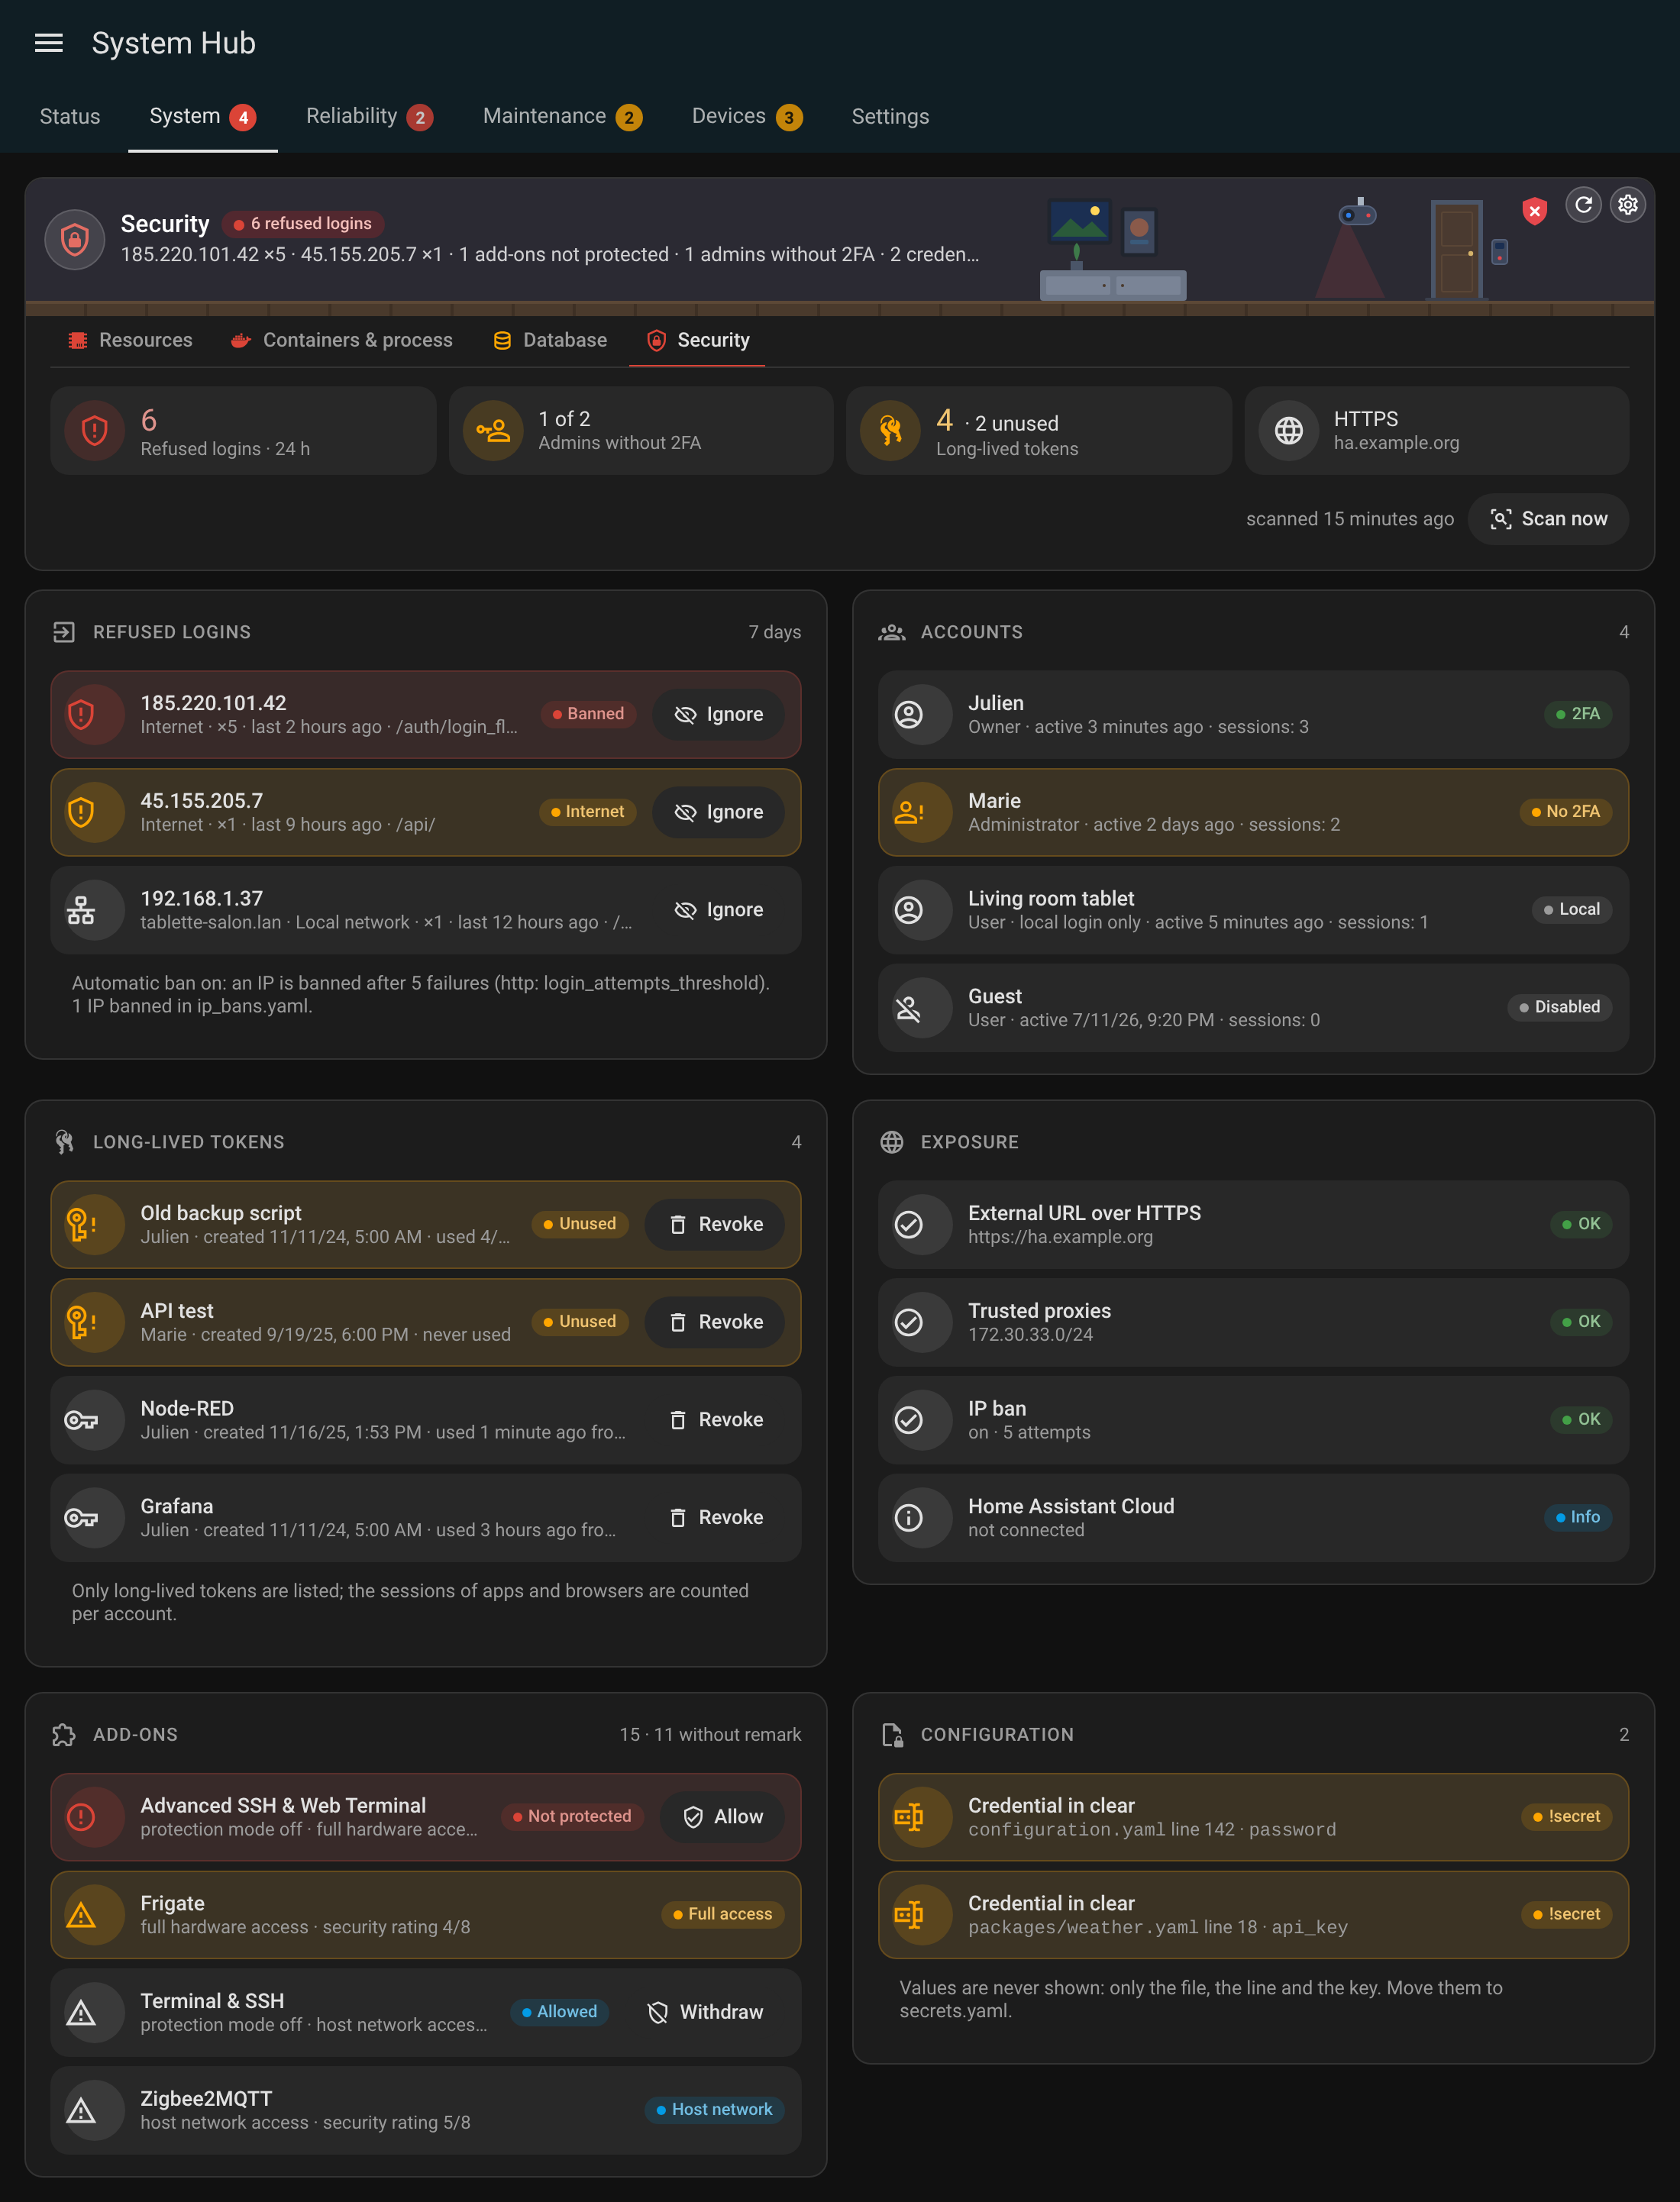 System Hub
Status
System 4
Reliability 2
Maintenance 2
Devices 3
Settings
Security
6 refused logins
185.220.101.42 ×5 · 45.155.205.7 ×1 · 1 add-ons not protected · 1 admins without 2FA · 2 creden...
Resources
Containers & process
Database
Security
6
Refused logins · 24 h
1 of 2
Admins without 2FA
4 · 2 unused
Long-lived tokens
HTTPS
ha.example.org
scanned 15 minutes ago
Scan now
REFUSED LOGINS
7 days
185.220.101.42
Internet · ×5 · last 2 hours ago · /auth/login_fl...
Banned
Ignore
45.155.205.7
Internet · ×1 · last 9 hours ago · /api/
Internet
Ignore
192.168.1.37
tablette-salon.lan · Local network · ×1 · last 12 hours ago · /...
Ignore
Automatic ban on: an IP is banned after 5 failures (http: login_attempts_threshold).
1 IP banned in ip_bans.yaml.
ACCOUNTS
4
Julien
Owner · active 3 minutes ago · sessions: 3
2FA
Marie
Administrator · active 2 days ago · sessions: 2
No 2FA
Living room tablet
User · local login only · active 5 minutes ago · sessions: 1
Local
Guest
User · active 7/11/26, 9:20 PM · sessions: 0
Disabled
LONG-LIVED TOKENS
4
Old backup script
Julien · created 11/11/24, 5:00 AM · used 4/...
Unused
Revoke
API test
Marie · created 9/19/25, 6:00 PM · never used
Unused
Revoke
Node-RED
Julien · created 11/16/25, 1:53 PM · used 1 minute ago fro...
Revoke
Grafana
Julien · created 11/11/24, 5:00 AM · used 3 hours ago fro...
Revoke
Only long-lived tokens are listed; the sessions of apps and browsers are counted
per account.
EXPOSURE
External URL over HTTPS
https://ha.example.org
OK
Trusted proxies
172.30.33.0/24
OK
IP ban
on · 5 attempts
OK
Home Assistant Cloud
not connected
Info
ADD-ONS
15 · 11 without remark
Advanced SSH & Web Terminal
protection mode off · full hardware acce...
Not protected
Allow
Frigate
full hardware access · security rating 4/8
Full access
Terminal & SSH
protection mode off · host network acces...
Allowed
Withdraw
Zigbee2MQTT
host network access · security rating 5/8
Host network
CONFIGURATION
2
Credential in clear
configuration.yaml line 142 · password
!secret
Credential in clear
packages/weather.yaml line 18 · api_key
!secret
Values are never shown: only the file, the line and the key. Move them to
secrets.yaml.